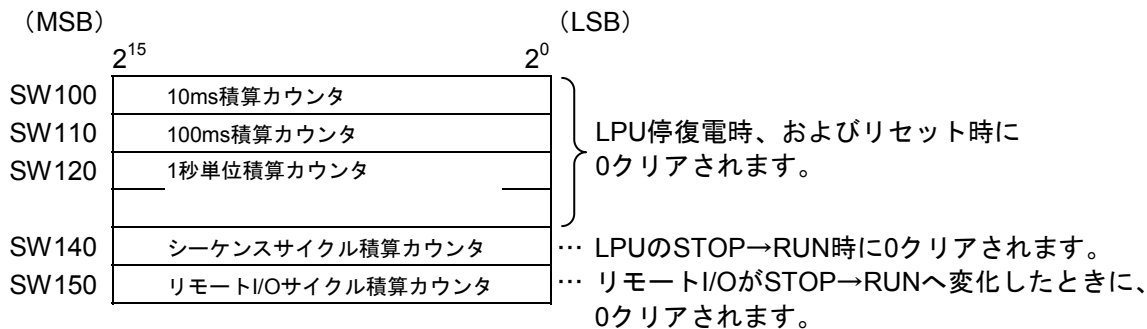 （MSB） （LSB）
2^15 2^0
SW100 10ms積算カウンタ
SW110 100ms積算カウンタ LPU停復電時、およびリセット時に
SW120 1秒単位積算カウンタ 0クリアされます。
SW140 シーケンスサイクル積算カウンタ … LPUのSTOP→RUN時に0クリアされます。
SW150 リモートI/Oサイクル積算カウンタ … リモートI/OがSTOP→RUNへ変化したときに、
0クリアされます。